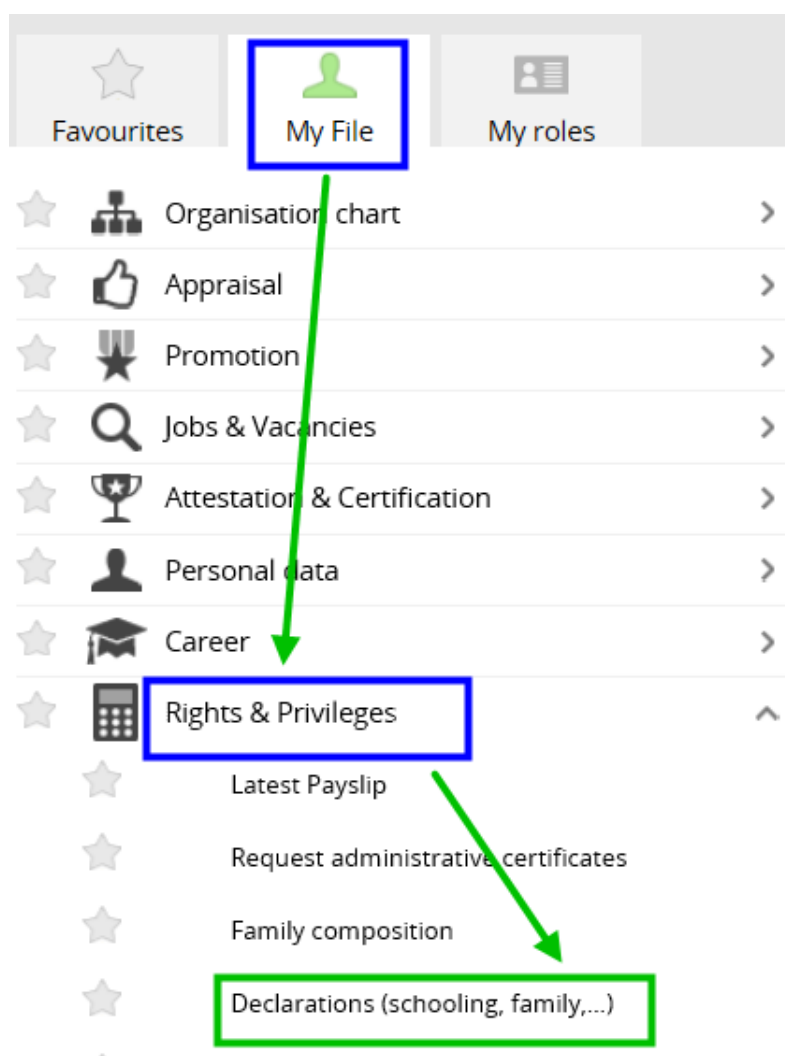 Favourites
My File
My roles
Organisation chart
Appraisal
Promotion
Jobs & Vacancies
Attestation & Certification
Personal data
Career
Rights & Privileges
Latest Payslip
Request administrative certificates
Family composition
Declarations (schooling, family,...)